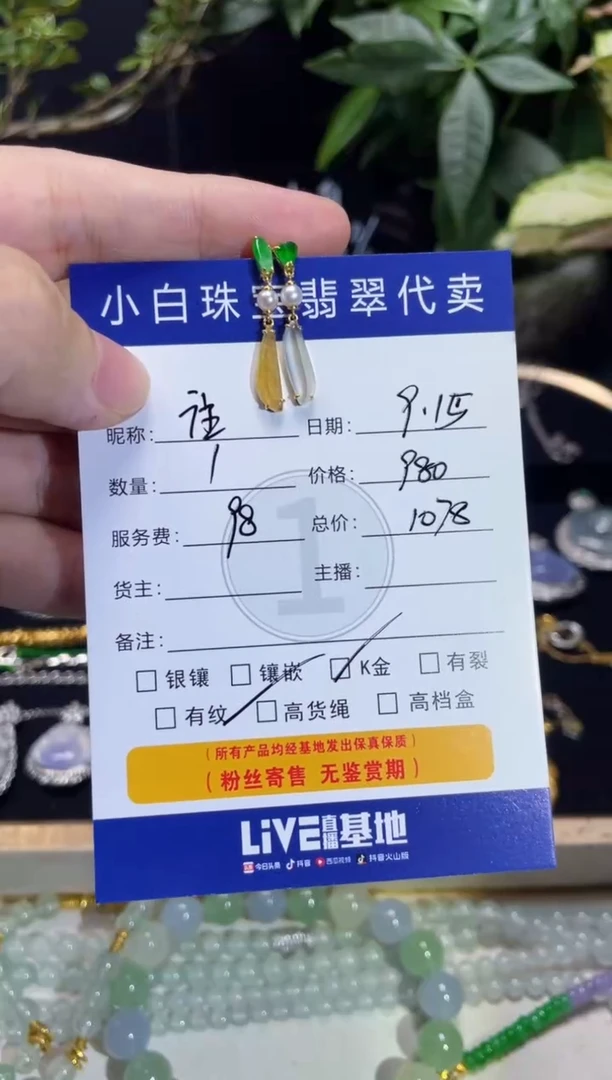 小白珠宝翡翠代卖
昵称: 日期: 9.15
数量: 1 价格: 980
服务费: 98 总价: 1078
货主: 主播:
备注:
银镶 镶嵌 K金 有裂
有纹 高货绳 高档盒
(所有产品均经基地发出保真保质)
(粉丝寄售 无鉴赏期)
LiVE直播基地
今日头条 抖音 西瓜视频 抖音火山版
1